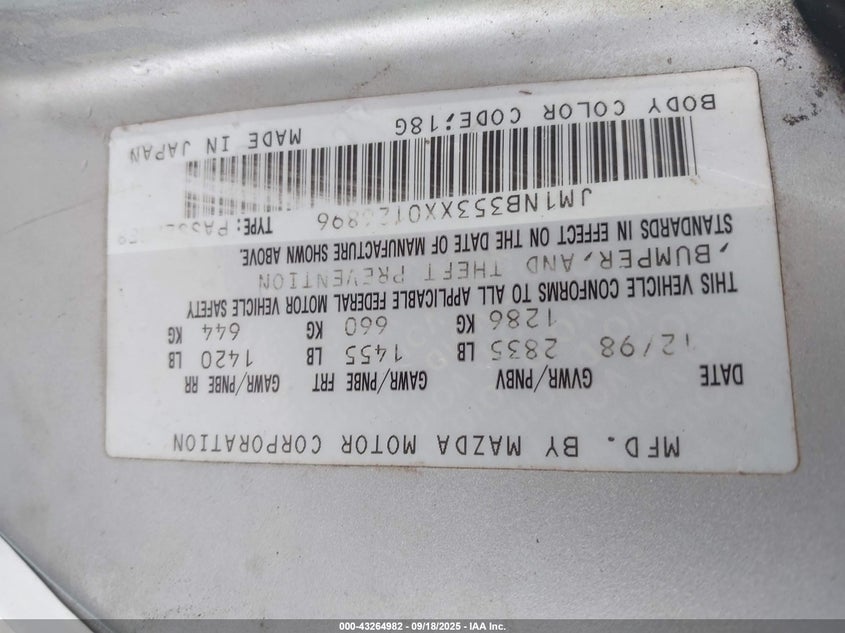 MFD. BY MAZDA MOTOR CORPORATION
DATE GVWR/PNBV GAWR/PNBE FRT GAWR/PNBE RR
12/98 2835 LB 1455 LB 1420 LB
1286 KG 660 KG 644 KG
THIS VEHICLE CONFORMS TO ALL APPLICABLE FEDERAL MOTOR VEHICLE SAFETY
, BUMPER, AND THEFT PREVENTION
STANDARDS IN EFFECT ON THE DATE OF MANUFACTURE SHOWN ABOVE.
JM1NB353XX0126896 TYPE:
BODY COLOR CODE;18G MADE IN JAPAN
000-43264982 - 09/18/2025 - IAA Inc.